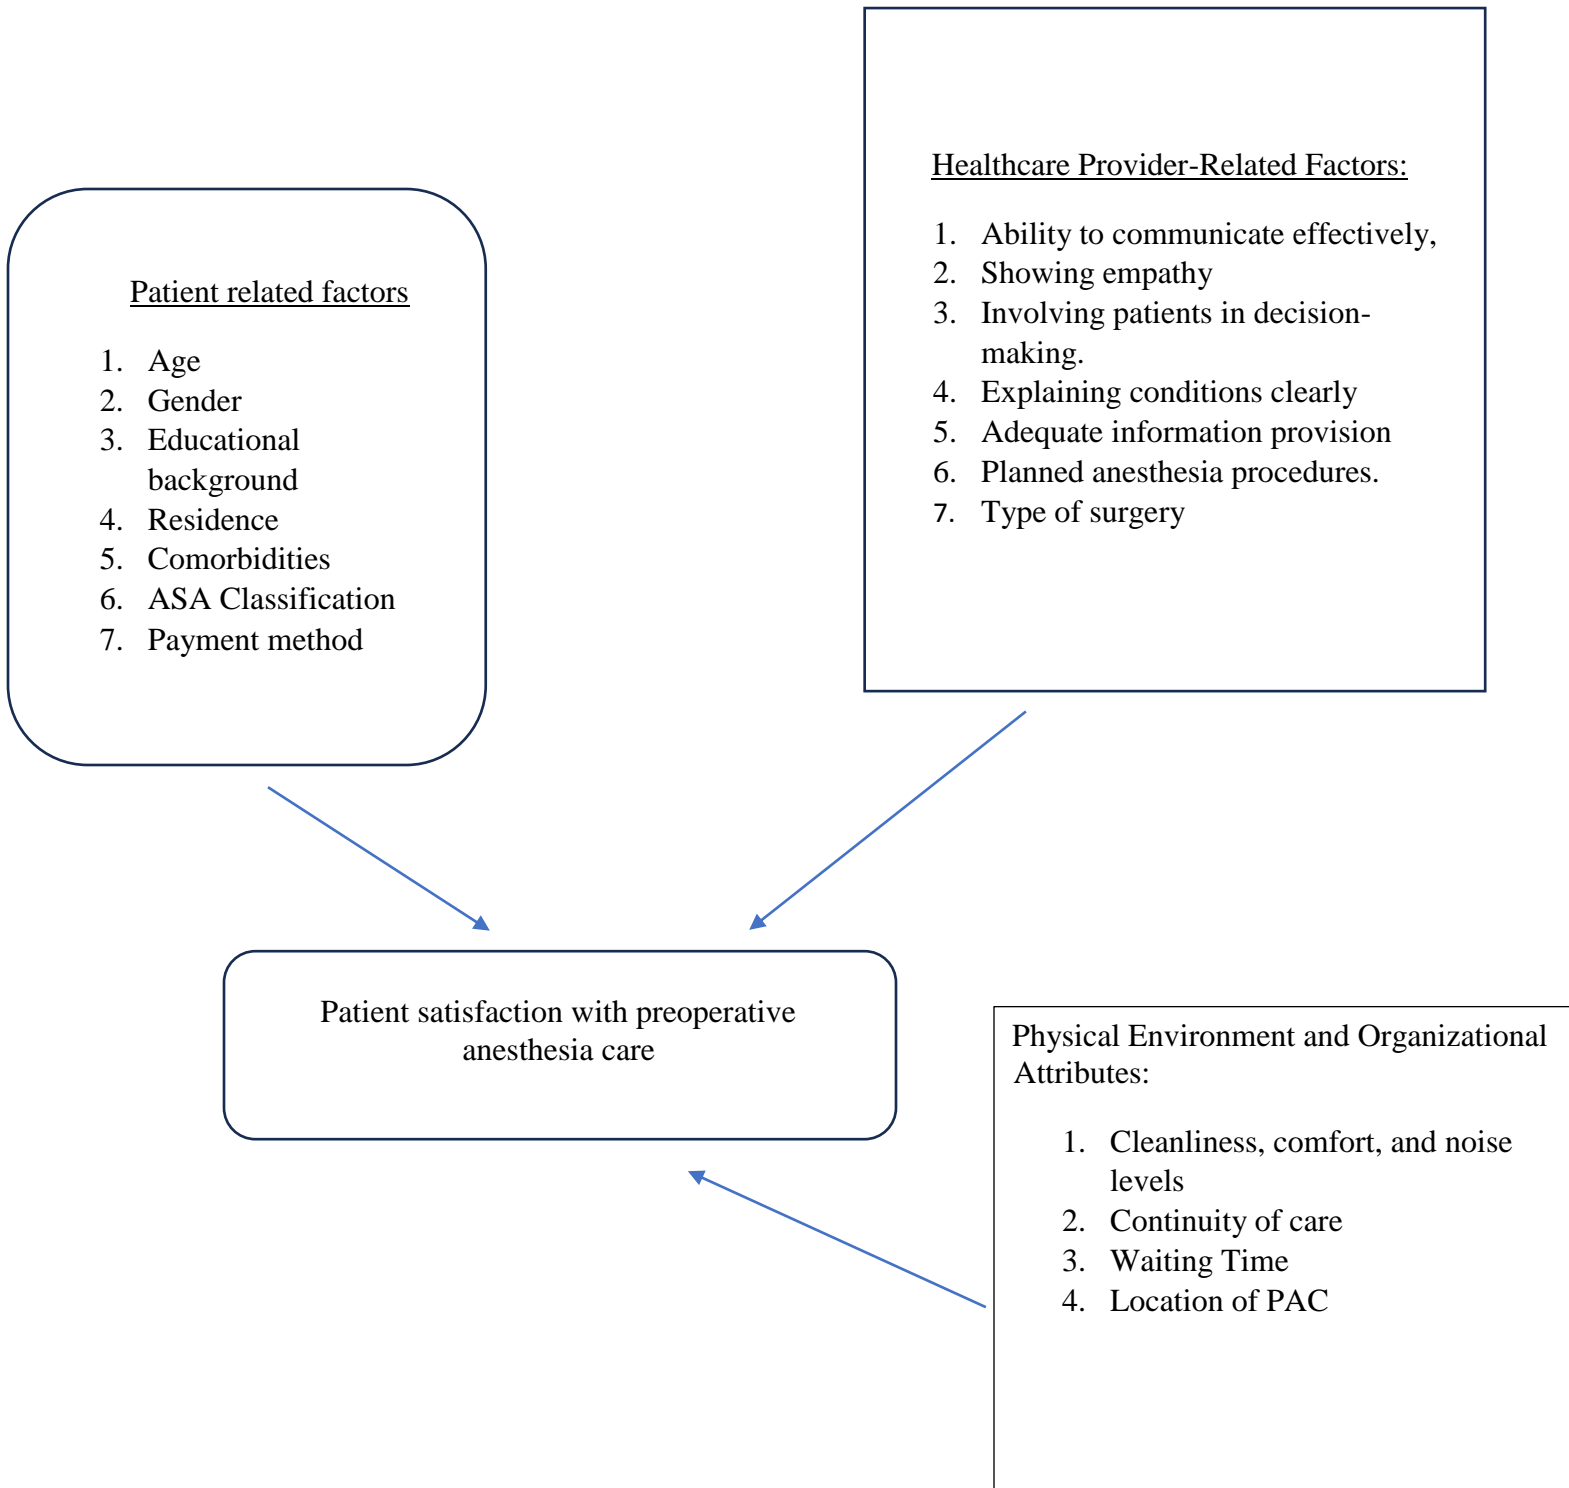 Patient related factors
1. Age
2. Gender
3. Educational
background
4. Residence
5. Comorbidities
6. ASA Classification
7. Payment method
Healthcare Provider-Related Factors:
1. Ability to communicate effectively,
2. Showing empathy
3. Involving patients in decision-
making.
4. Explaining conditions clearly
5. Adequate information provision
6. Planned anesthesia procedures.
7. Type of surgery
Patient satisfaction with preoperative
anesthesia care
Physical Environment and Organizational
Attributes:
1. Cleanliness, comfort, and noise
levels
2. Continuity of care
3. Waiting Time
4. Location of PAC